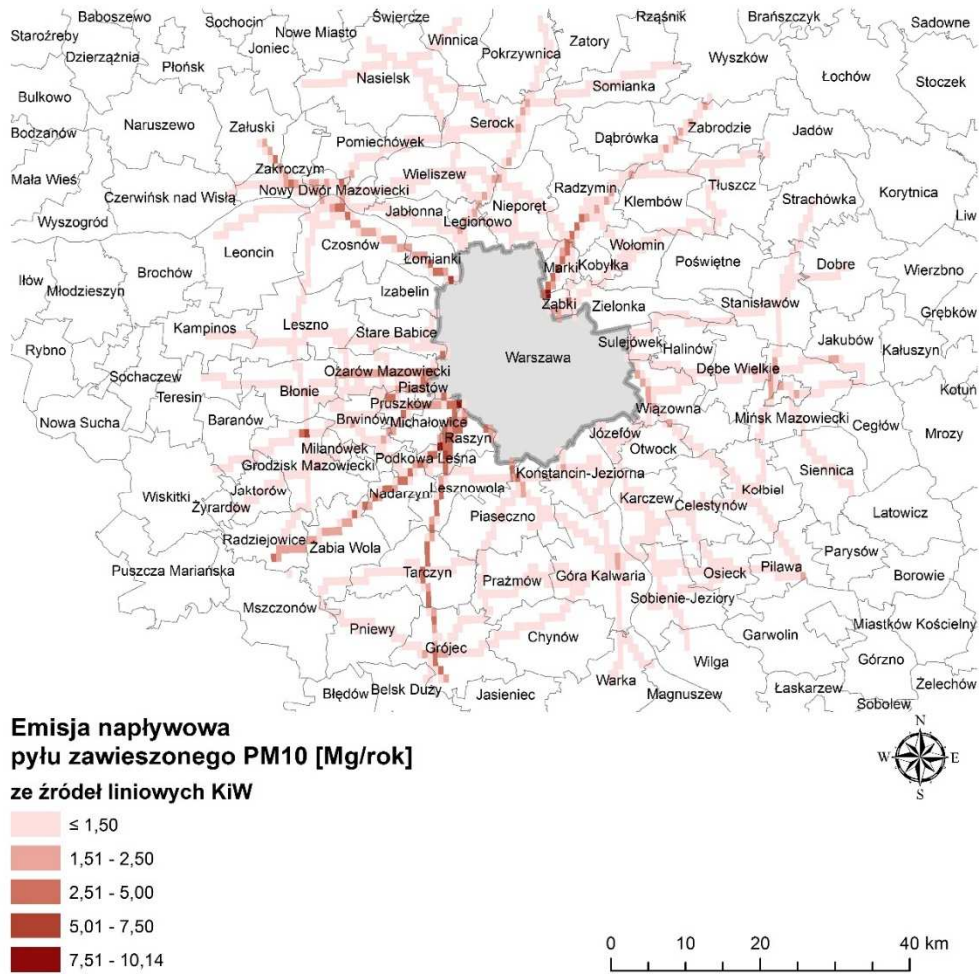 Baboszewo
Sochocin
Świercze
Rząśnik
Brańszczyk
Sadowne
Staroźreby
Nowe Miasto
Winnica
Dzierzążnia
Joniec
Pokrzywnica
Zatory
Wyszków
Płońsk
Łochów
Stoczek
Nasielsk
Somianka
Bulkowo
Naruszewo
Załuski
Serock
Bodzanów
Pomiechówek
Dąbrówka
Zabrodzie
Jadów
Zakroczym
Wieliszew
Mała Wieś
Radzymin
Tłuszcz
Czerwińsk nad Wisłą
Nowy Dwór Mazowiecki
Nieporęt
Klembów
Strachówka
Korytnica
Wyszogród
Jabłonna
Legionowo
Liw
Leoncin
Czosnów
Wołomin
Łomianki
Marki
Kobyłka
Poświętne
Dobre
Iłów
Brochów
Wierzbno
Młodzieszyn
Izabelin
Ząbki
Zielonka
Stanisławów
Grębków
Kampinos
Leszno
Stare Babice
Sulejówek
Halinów
Jakubów
Kałuszyn
Rybno
Warszawa
Sochaczew
Ożarów Mazowiecki
Dębe Wielkie
Teresin
Błonie
Piastów
Kotuń
Baranów
Pruszków
Wiązowna
Nowa Sucha
Brwinów
Michałowice
Mińsk Mazowiecki
Cegłów
Józefów
Mrozy
Raszyn
Otwock
Milanówek
Podkowa Leśna
Grodzisk Mazowiecki
Konstancin-Jeziorna
Siennica
Wiskitki
Jaktorów
Nadarzyn
Lesznowola
Karczew
Kołbiel
Żyrardów
Celestynów
Latowicz
Piaseczno
Radziejowice
Żabia Wola
Parysów
Puszcza Mariańska
Tarczyn
Prażmów
Góra Kalwaria
Osieck
Pilawa
Borowie
Sobienie-Jeziory
Mszczonów
Miastków Kościelny
Pniewy
Chynów
Garwolin
Grójec
Wilga
Górzno
Błędów
Belsk Duży
Jasieniec
Warka
Magnuszew
Łaskarzew
Żelechów
Sobolew
Emisja napływowa
pyłu zawieszonego PM10 [Mg/rok]
ze źródeł liniowych KiW
≤ 1,50
1,51 - 2,50
2,51 - 5,00
5,01 - 7,50
7,51 - 10,14
N
W
E
S
0 10 20 40 km